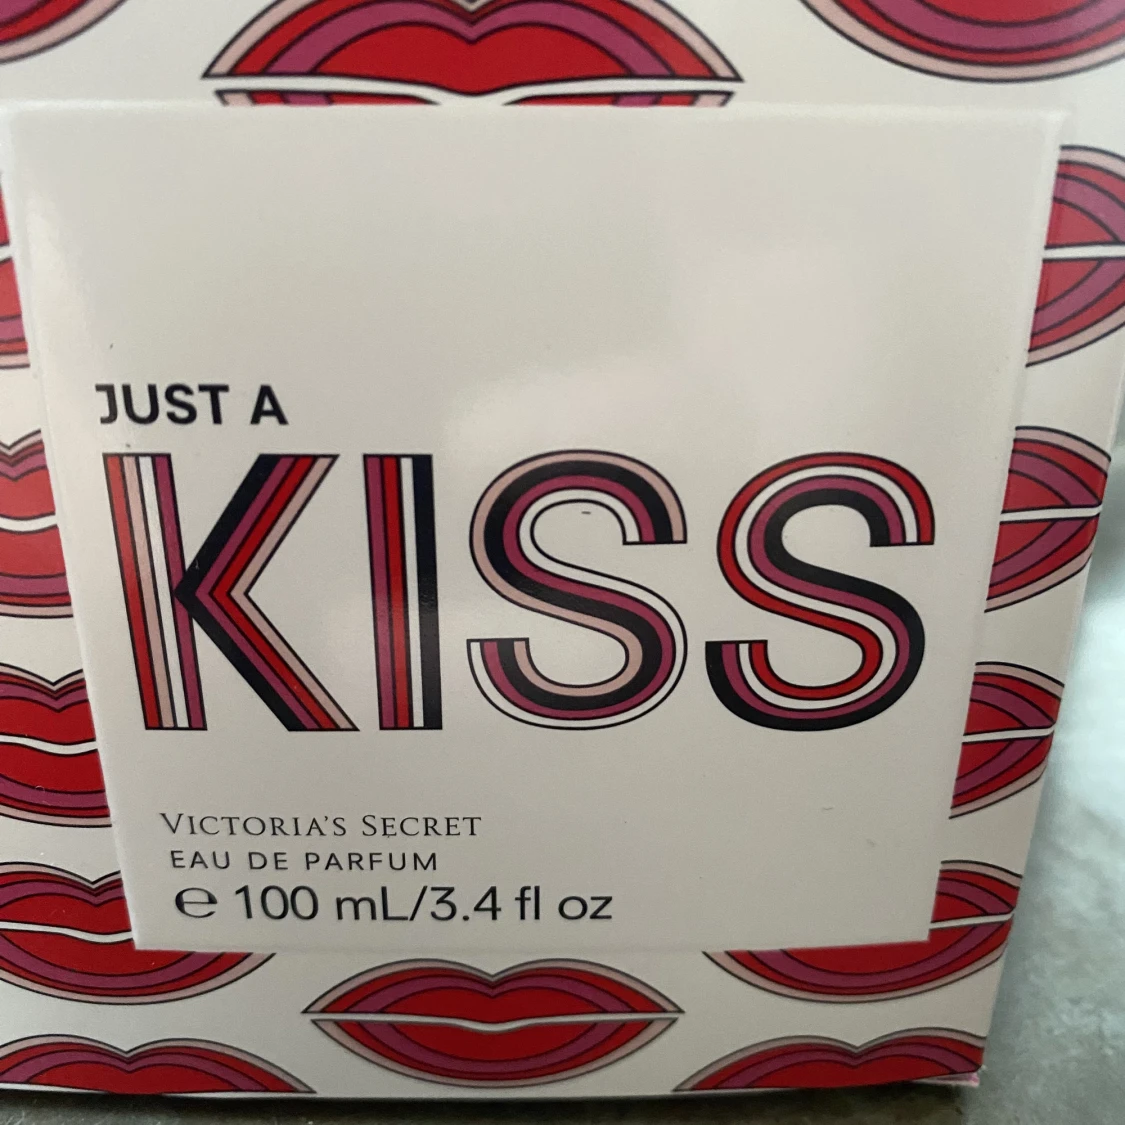 JUST A
KISS
VICTORIA'S SECRET
EAU DE PARFUM
℮ 100 mL/3.4 fl oz